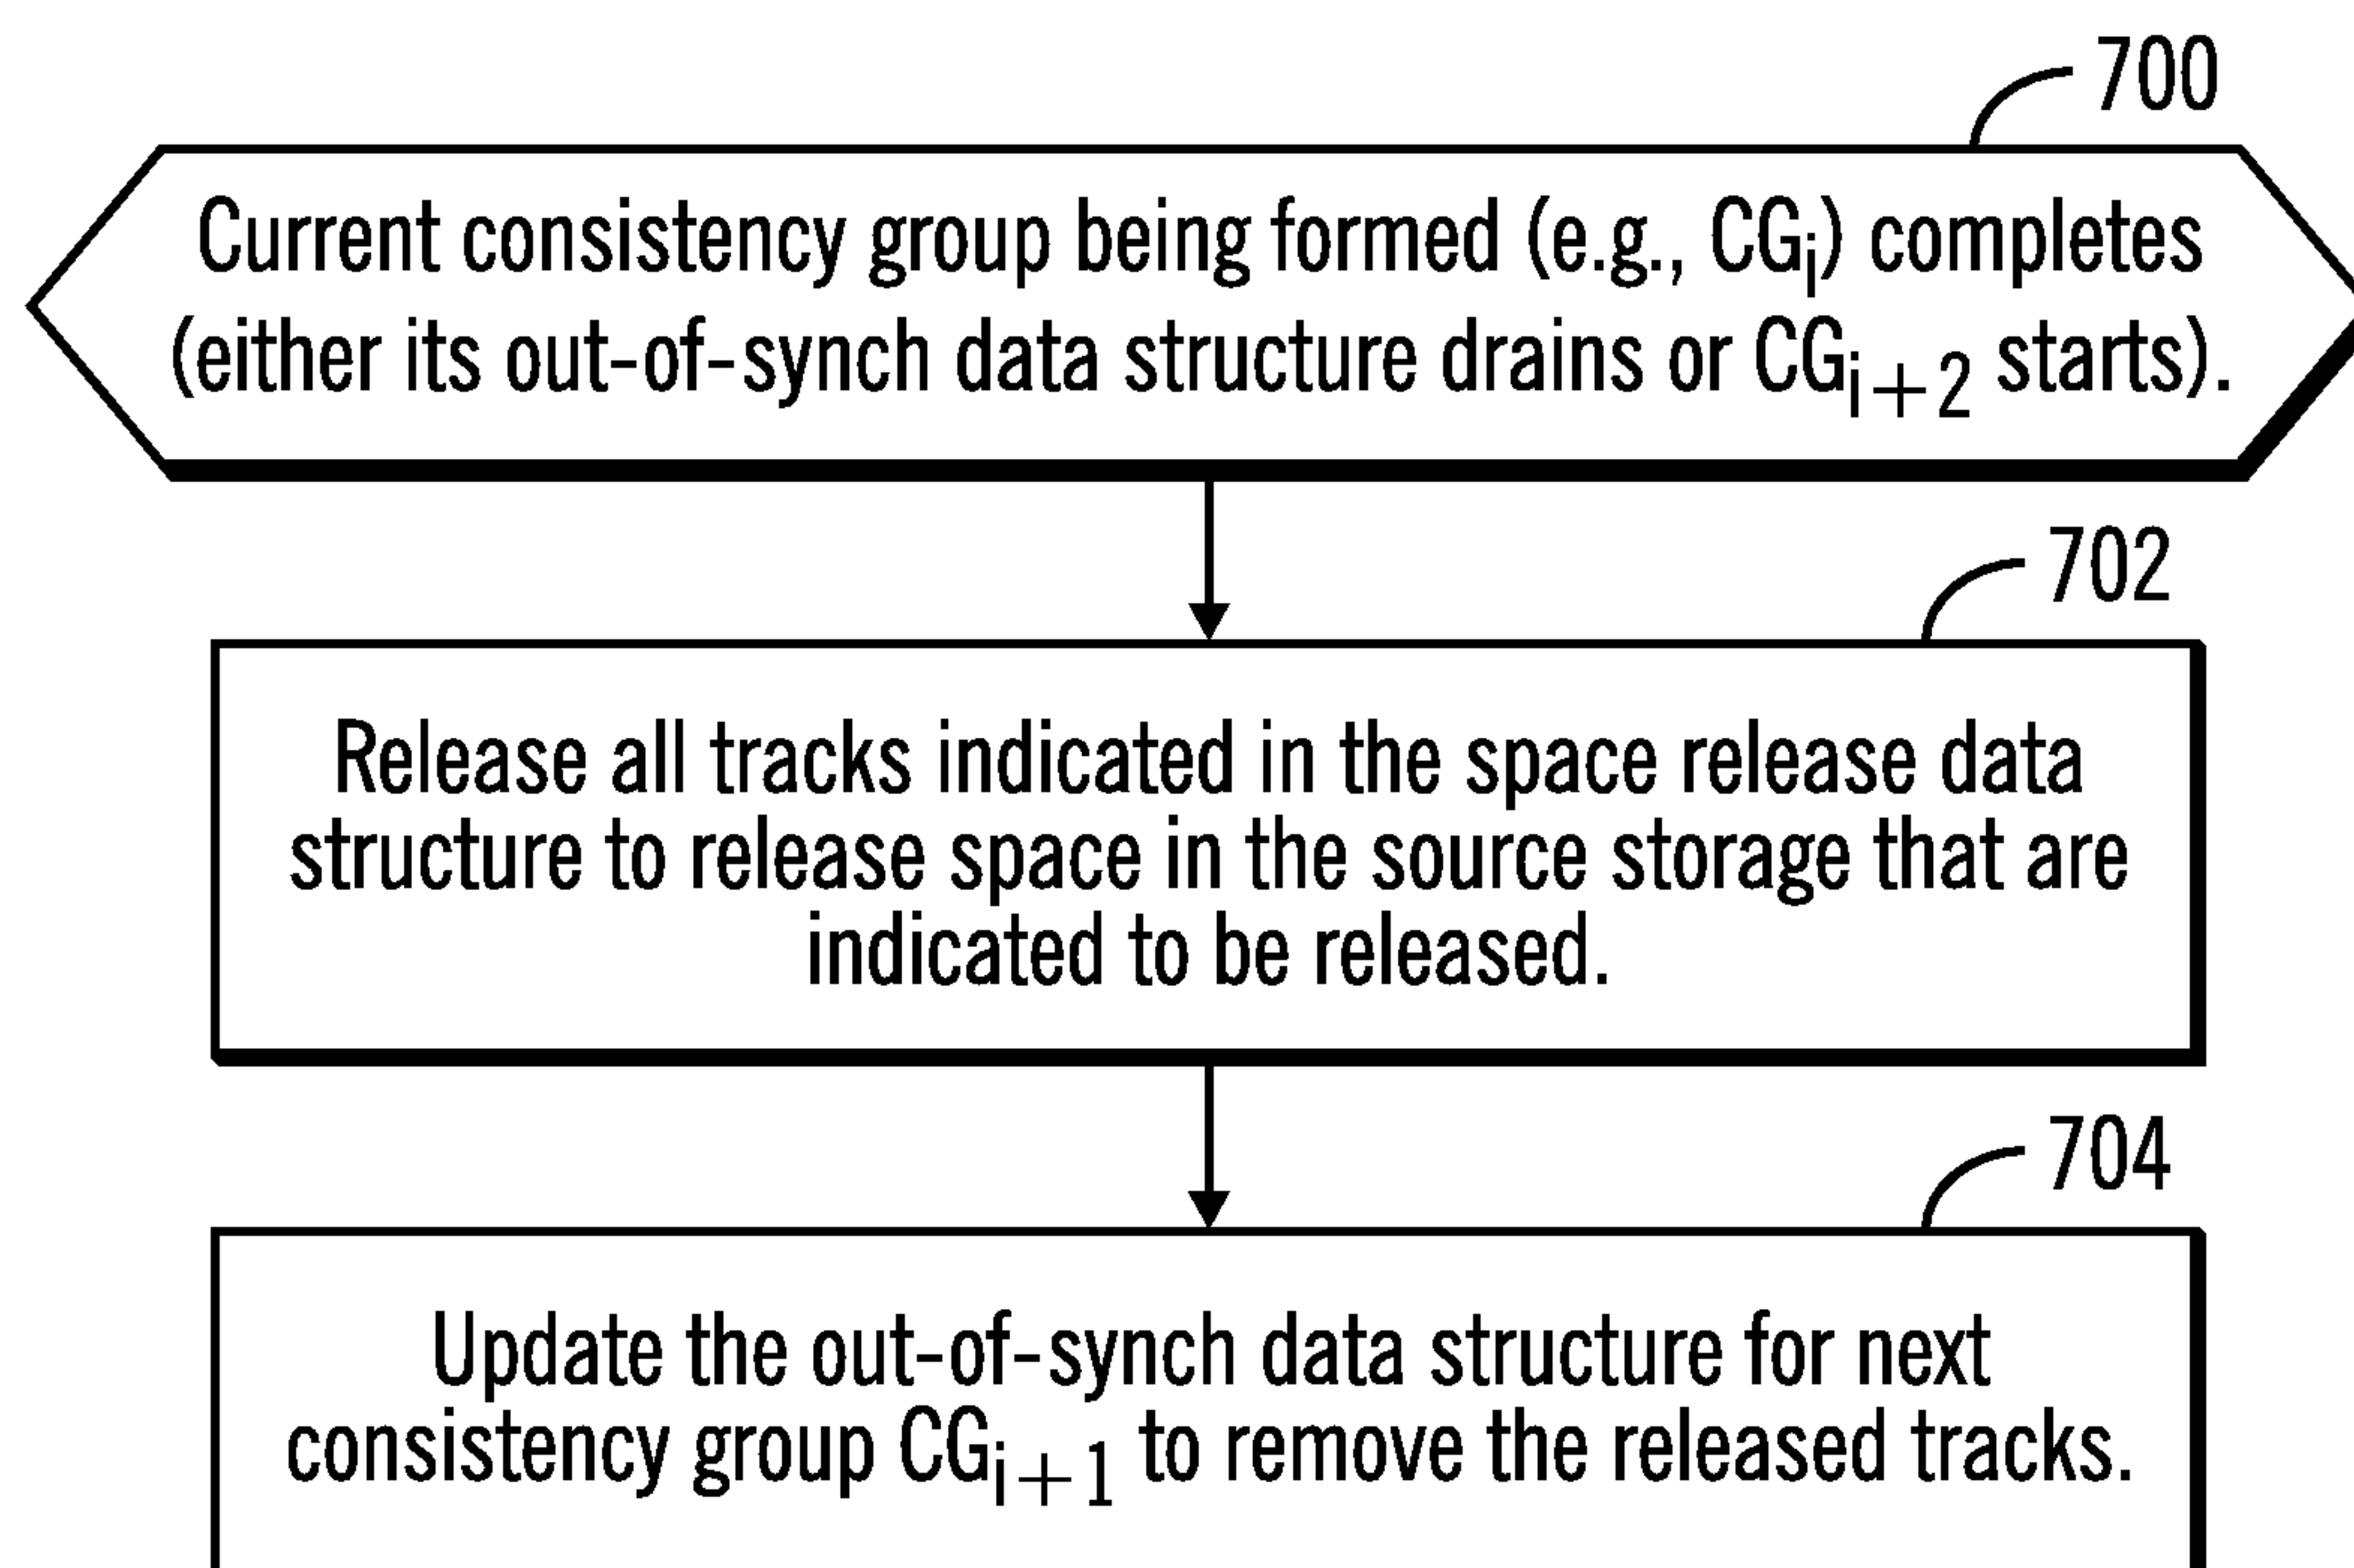 700
Current consistency group being formed (e.g., CGi) completes
(either its out-of-synch data structure drains or CGi+2 starts).
702
Release all tracks indicated in the space release data
structure to release space in the source storage that are
indicated to be released.
704
Update the out-of-synch data structure for next
consistency group CGi+1 to remove the released tracks.